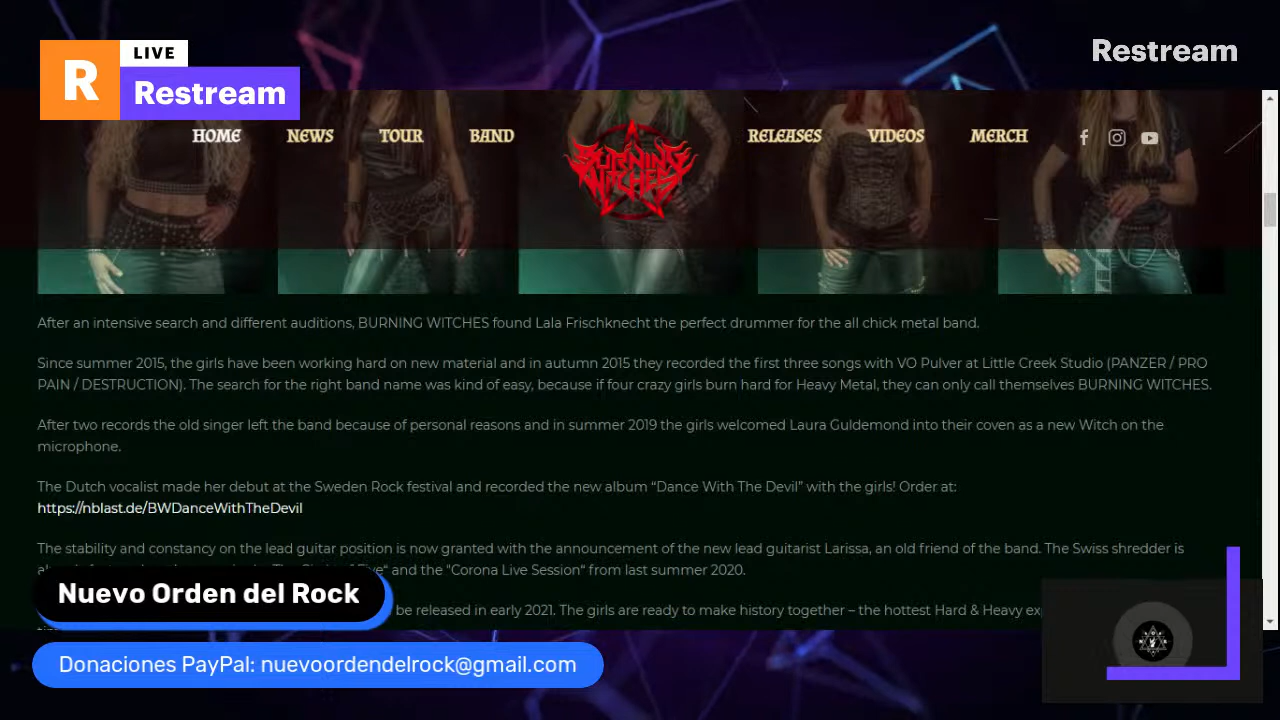 R
LIVE
Restream
Restream
HOME
NEWS
TOUR
BAND
BURNING
WITCHES
RELEASES
VIDEOS
MERCH
After an intensive search and different auditions, BURNING WITCHES found Lala Frischknecht the perfect drummer for the all chick metal band.
Since summer 2015, the girls have been working hard on new material and in autumn 2015 they recorded the first three songs with VO Pulver at Little Creek Studio (PANZER / PRO
PAIN / DESTRUCTION). The search for the right band name was kind of easy, because if four crazy girls burn hard for Heavy Metal, they can only call themselves BURNING WITCHES.
After two records the old singer left the band because of personal reasons and in summer 2019 the girls welcomed Laura Guldemond into their coven as a new Witch on the
microphone.
The Dutch vocalist made her debut at the Sweden Rock festival and recorded the new album “Dance With The Devil” with the girls! Order at:
https://nblast.de/BWDanceWithTheDevil
The stability and constancy on the lead guitar position is now granted with the announcement of the new lead guitarist Larissa, an old friend of the band. The Swiss shredder is
and the "Corona Live Session“ from last summer 2020.
be released in early 2021. The girls are ready to make history together – the hottest Hard & Heavy
Nuevo Orden del Rock
Donaciones PayPal: nuevoordendelrock@gmail.com